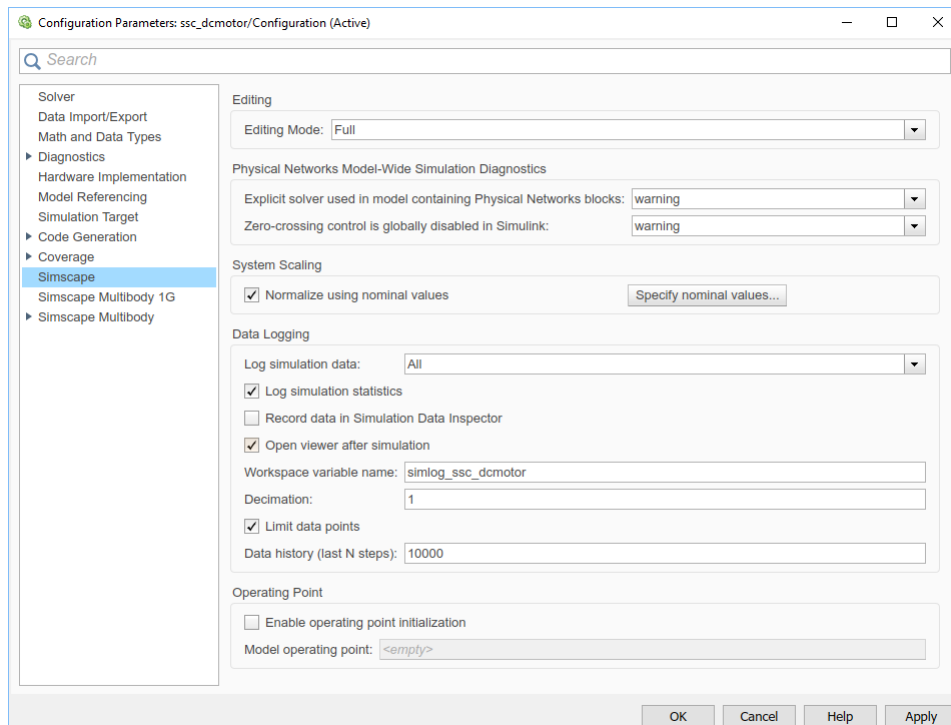 Configuration Parameters: ssc_dcmotor/Configuration (Active)
Search
Solver
Data Import/Export
Math and Data Types
Diagnostics
Hardware Implementation
Model Referencing
Simulation Target
Code Generation
Coverage
Simscape
Simscape Multibody 1G
Simscape Multibody
Editing
Editing Mode: Full
Physical Networks Model-Wide Simulation Diagnostics
Explicit solver used in model containing Physical Networks blocks: warning
Zero-crossing control is globally disabled in Simulink: warning
System Scaling
Normalize using nominal values Specify nominal values...
Data Logging
Log simulation data: All
Log simulation statistics
Record data in Simulation Data Inspector
Open viewer after simulation
Workspace variable name: simlog_ssc_dcmotor
Decimation: 1
Limit data points
Data history (last N steps): 10000
Operating Point
Enable operating point initialization
Model operating point: <empty>
OK Cancel Help Apply